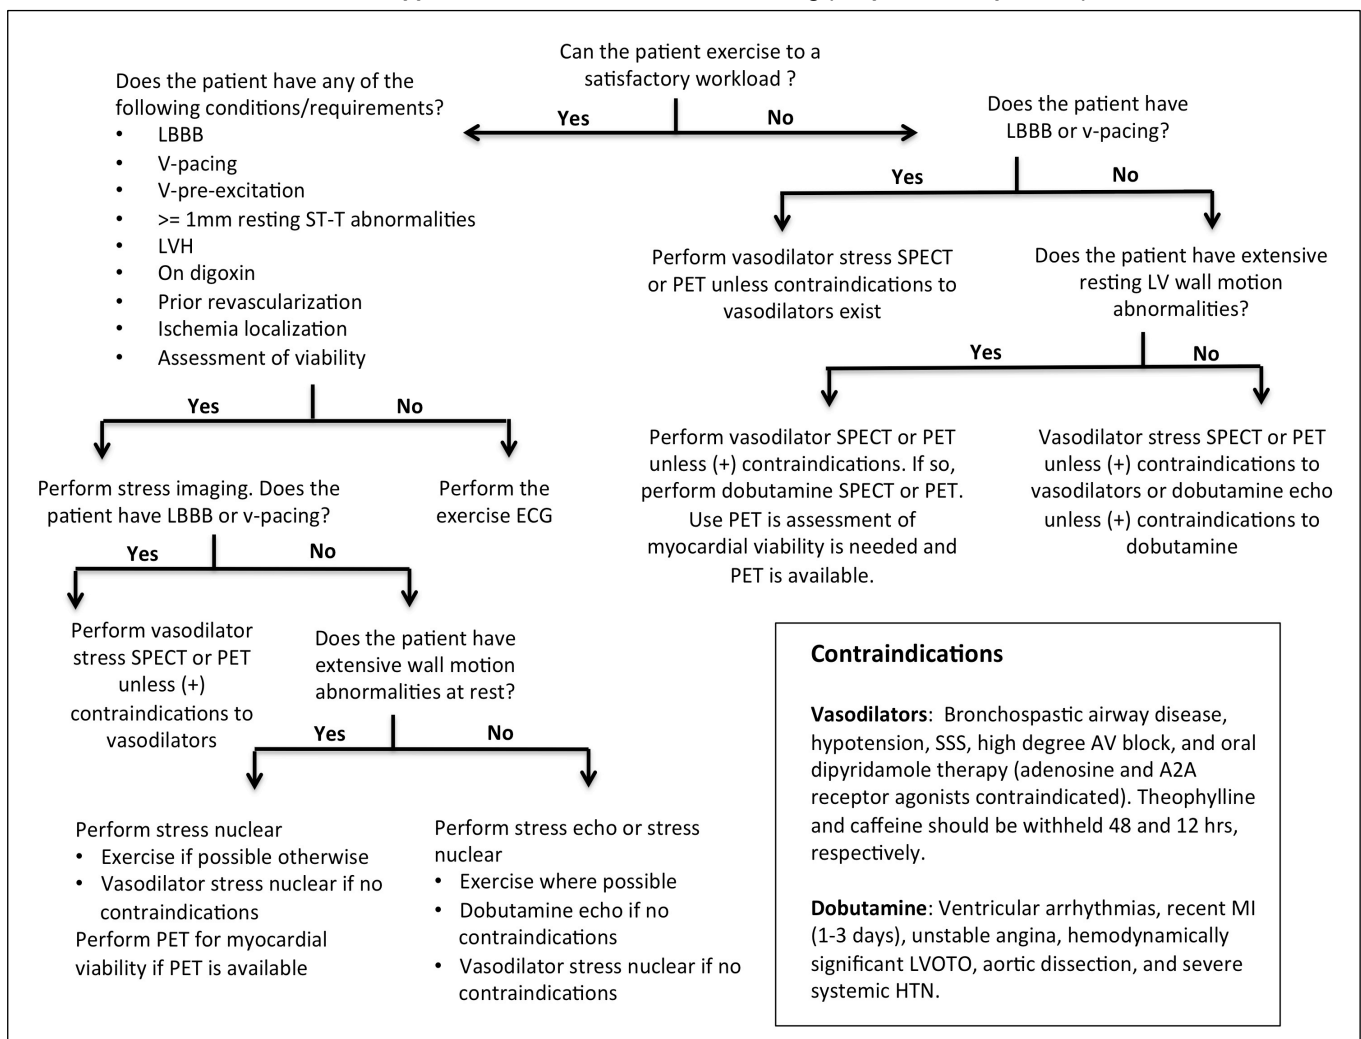 Can the patient exercise to a
satisfactory workload ?
Yes
No
Does the patient have any of the
following conditions/requirements?
• LBBB
• V-pacing
• V-pre-excitation
• >= 1mm resting ST-T abnormalities
• LVH
• On digoxin
• Prior revascularization
• Ischemia localization
• Assessment of viability
Yes
No
Perform stress imaging. Does the
patient have LBBB or v-pacing?
Perform the
exercise ECG
Yes
No
Perform vasodilator
stress SPECT or PET
unless (+)
contraindications to
vasodilators
Does the patient have
extensive wall motion
abnormalities at rest?
Yes
No
Perform stress nuclear
• Exercise if possible otherwise
• Vasodilator stress nuclear if no
contraindications
Perform PET for myocardial
viability if PET is available
Perform stress echo or stress
nuclear
• Exercise where possible
• Dobutamine echo if no
contraindications
• Vasodilator stress nuclear if no
contraindications
Does the patient have
LBBB or v-pacing?
Yes
No
Perform vasodilator stress SPECT
or PET unless contraindications to
vasodilators exist
Does the patient have extensive
resting LV wall motion
abnormalities?
Yes
No
Perform vasodilator SPECT or PET
unless (+) contraindications. If so,
perform dobutamine SPECT or PET.
Use PET is assessment of
myocardial viability is needed and
PET is available.
Vasodilator stress SPECT or PET
unless (+) contraindications to
vasodilators or dobutamine echo
unless (+) contraindications to
dobutamine
Contraindications
Vasodilators: Bronchospastic airway disease,
hypotension, SSS, high degree AV block, and oral
dipyridamole therapy (adenosine and A2A
receptor agonists contraindicated). Theophylline
and caffeine should be withheld 48 and 12 hrs,
respectively.
Dobutamine: Ventricular arrhythmias, recent MI
(1-3 days), unstable angina, hemodynamically
significant LVOTO, aortic dissection, and severe
systemic HTN.